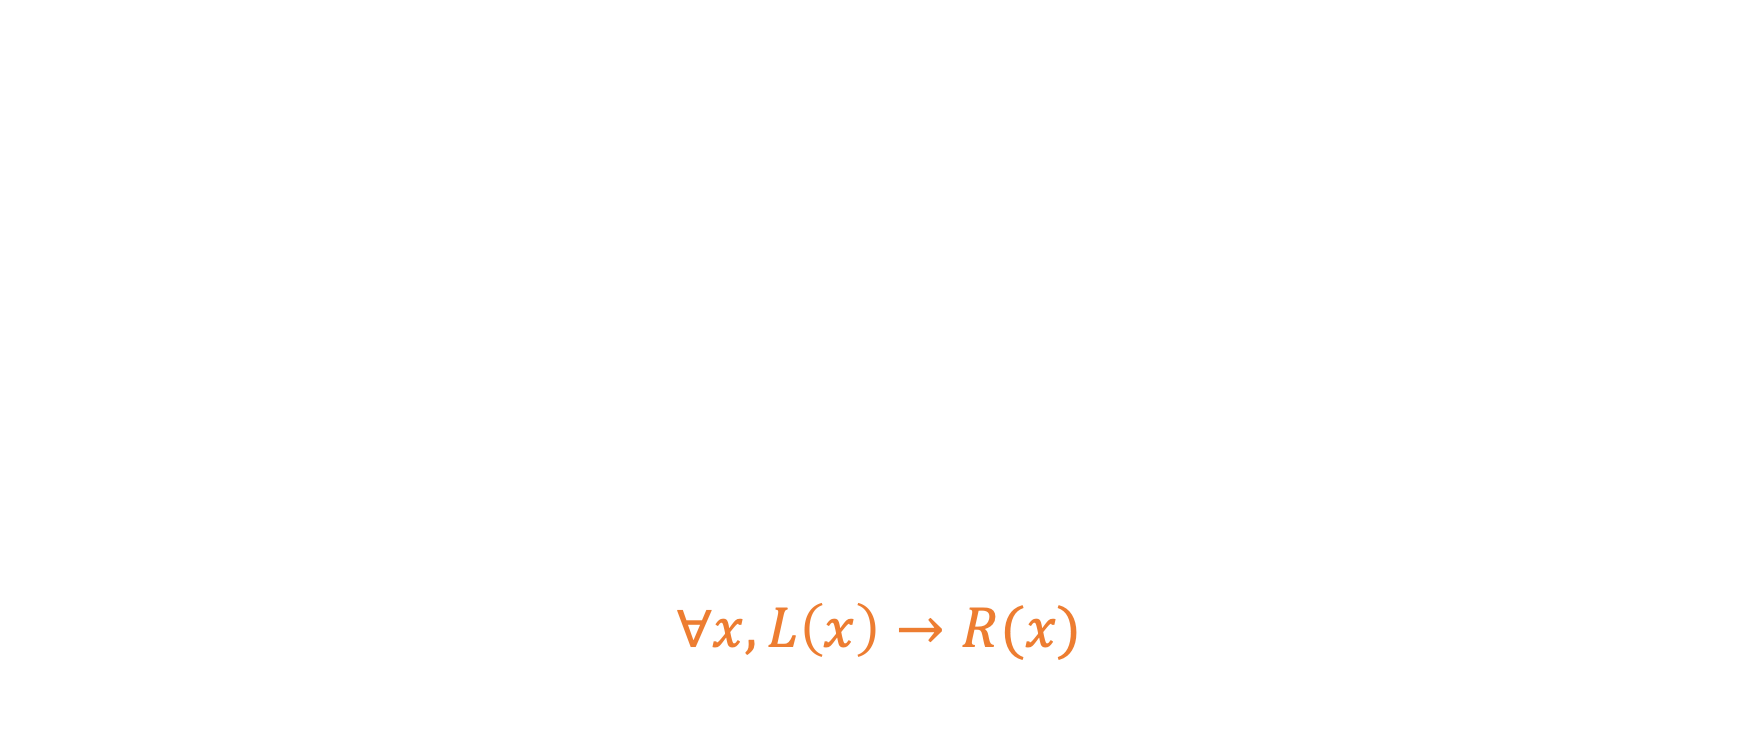 ∀x, L(x) → R(x)